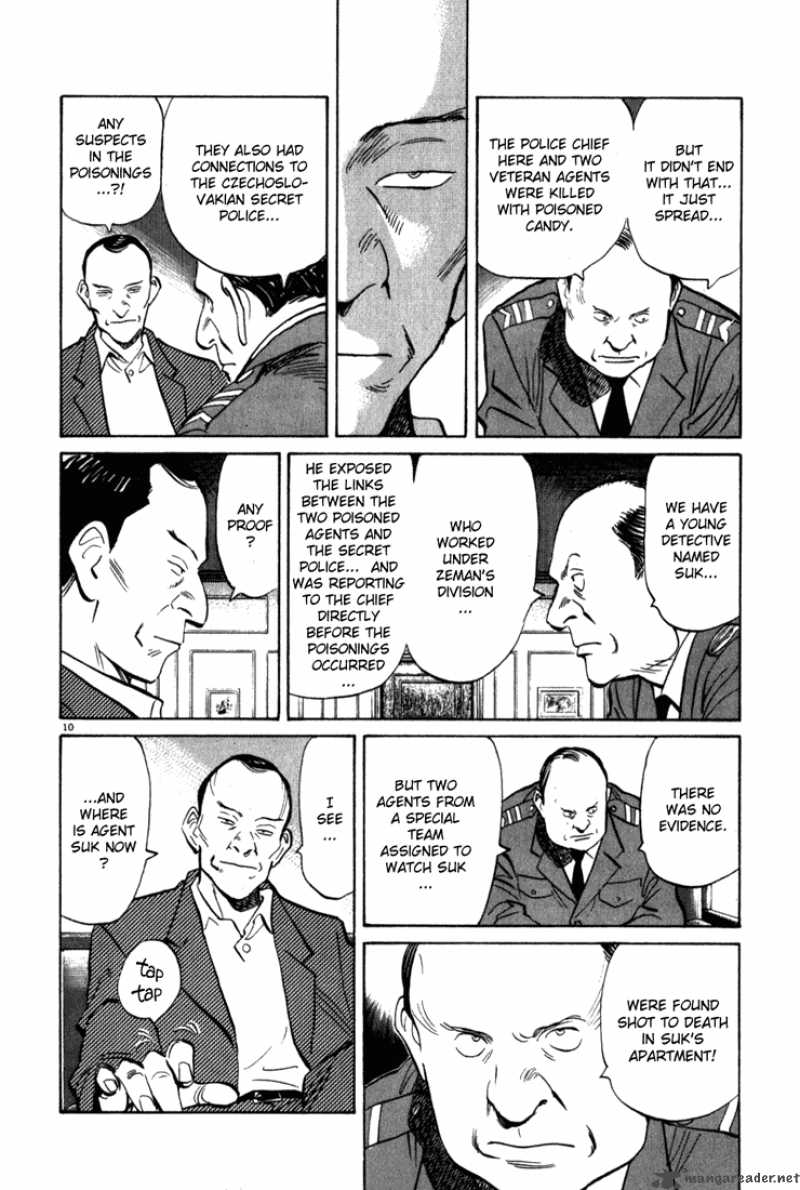 BUT
IT DIDN'T END
WITH THAT...
IT JUST
SPREAD...
THE POLICE CHIEF
HERE AND TWO
VETERAN AGENTS
WERE KILLED
WITH POISONED
CANDY.
THEY ALSO HAD
CONNECTIONS TO
THE CZECHOSLO-
VAKIAN SECRET
POLICE...
ANY
SUSPECTS
IN THE
POISONINGS
...?!
WE HAVE
A YOUNG
DETECTIVE
NAMED
SUK...
WHO
WORKED
UNDER
ZEMAN'S
DIVISION
...
HE EXPOSED
THE LINKS
BETWEEN THE
TWO POISONED
AGENTS AND
THE SECRET
POLICE... AND
WAS REPORTING
TO THE CHIEF
DIRECTLY
BEFORE THE
POISONINGS
OCCURRED
...
ANY
PROOF
?
10
THERE
WAS NO
EVIDENCE.
BUT TWO
AGENTS FROM
A SPECIAL
TEAM
ASSIGNED TO
WATCH SUK
...
WERE FOUND
SHOT TO DEATH
IN SUK'S
APARTMENT!
I
SEE
...
...AND
WHERE
IS AGENT
SUK NOW
?
tap
tap
mangareader.net